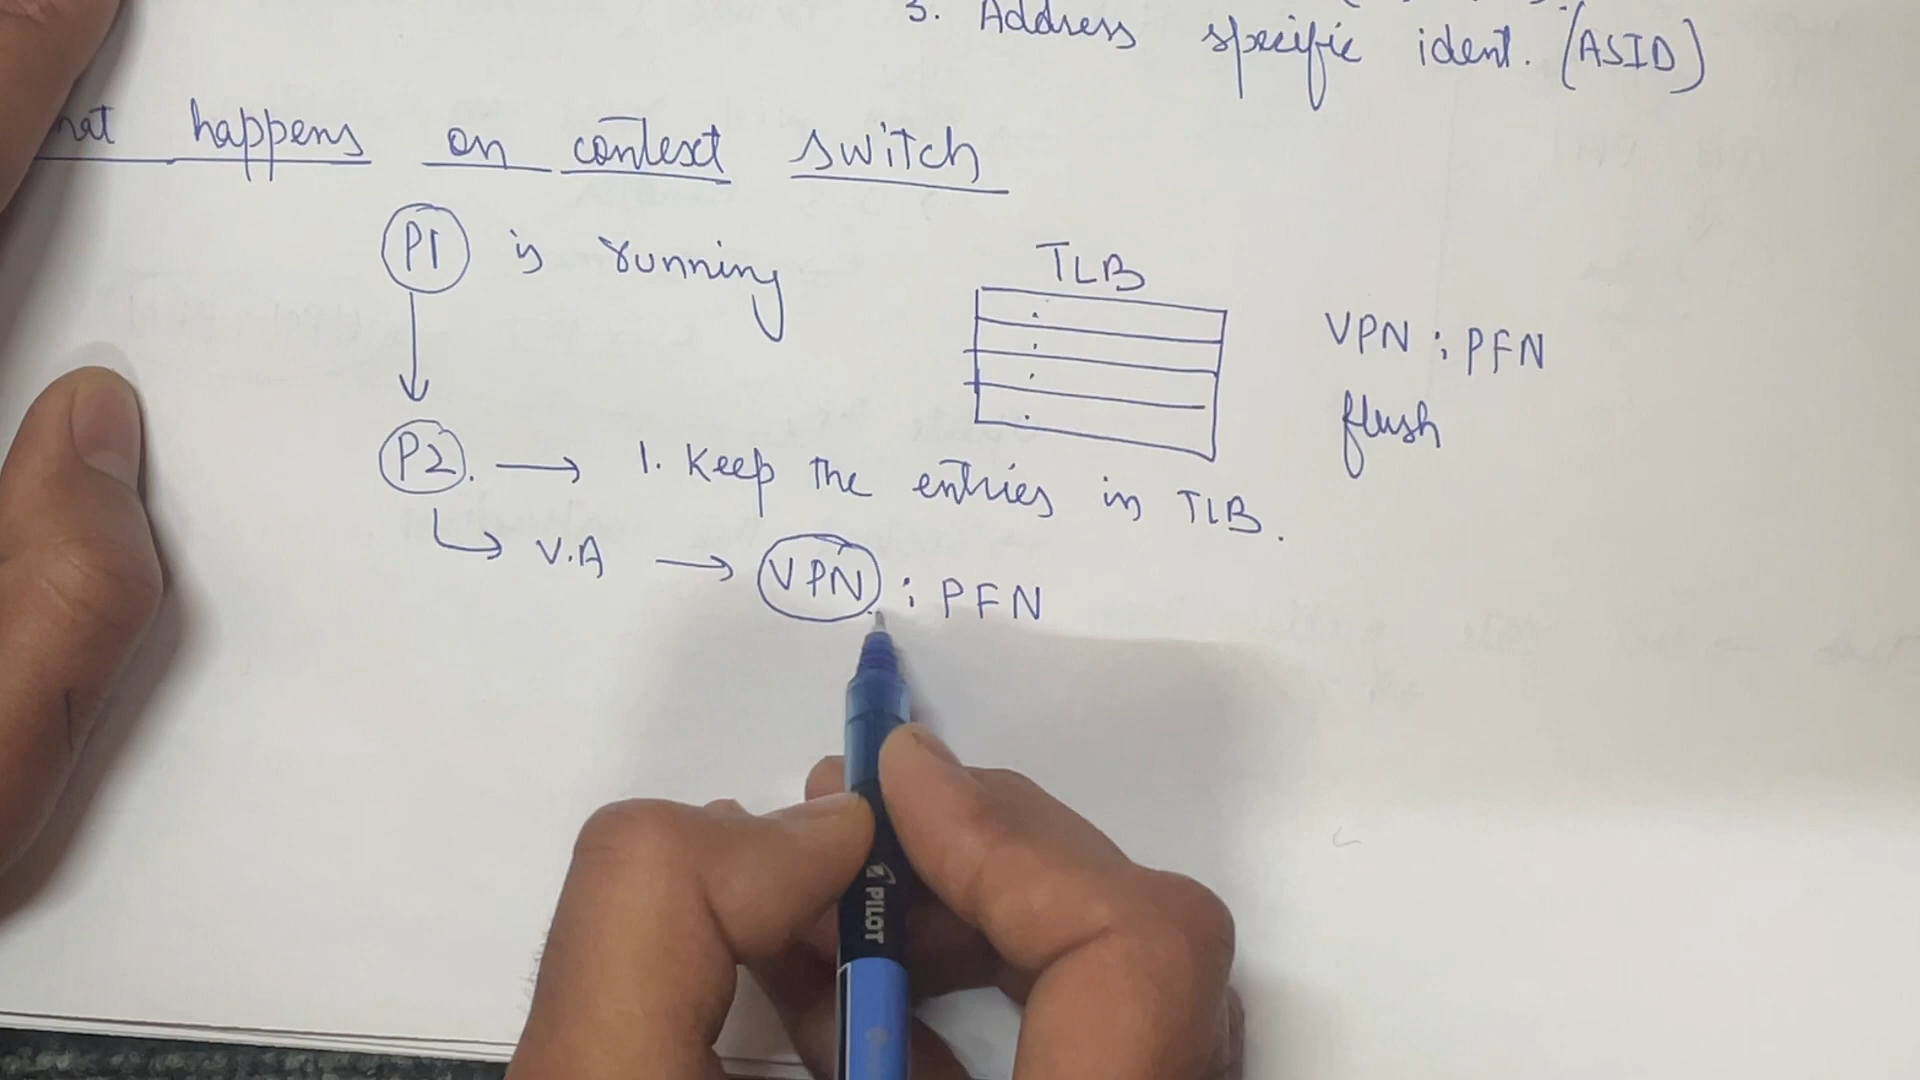 3. Address specific ident. (ASID)
hat happens on context switch
P1 is running
TLB
VPN : PFN
flush
P2. → 1. Keep the entries in TLB.
↳ V.A → VPN : PFN
PILOT